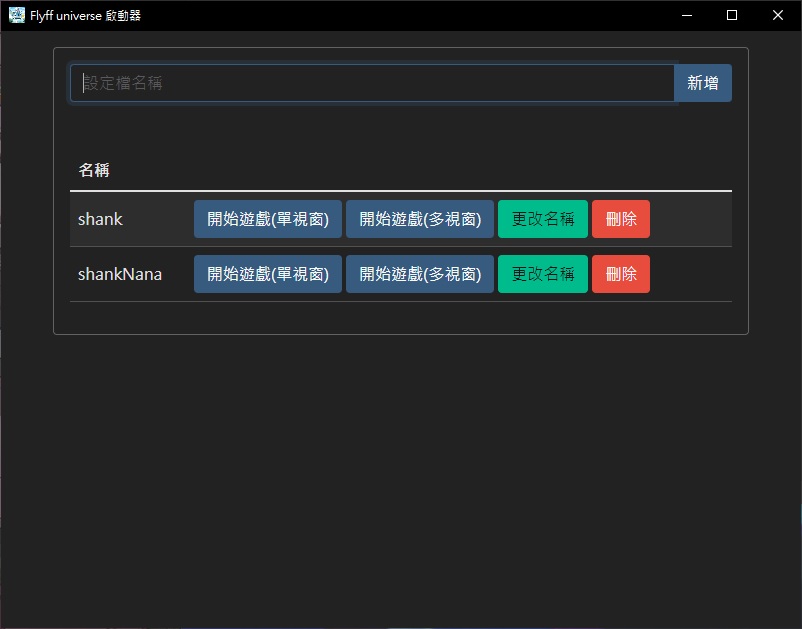 Flyff universe 啟動器
設定檔名稱 新增
名稱
shank 開始遊戲(單視窗) 開始遊戲(多視窗) 更改名稱 刪除
shankNana 開始遊戲(單視窗) 開始遊戲(多視窗) 更改名稱 刪除